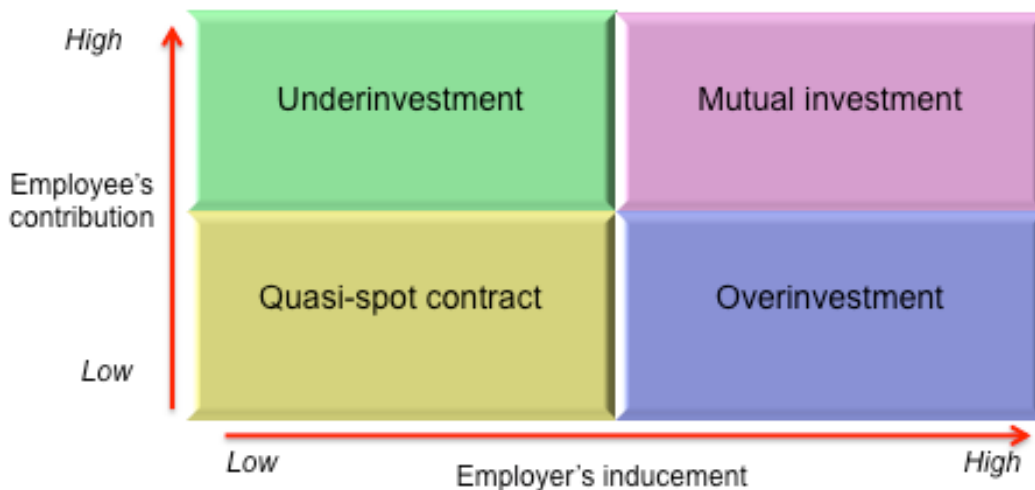 High
Underinvestment
Mutual investment
Employee’s
contribution
Quasi-spot contract
Overinvestment
Low
Low
Employer’s inducement
High